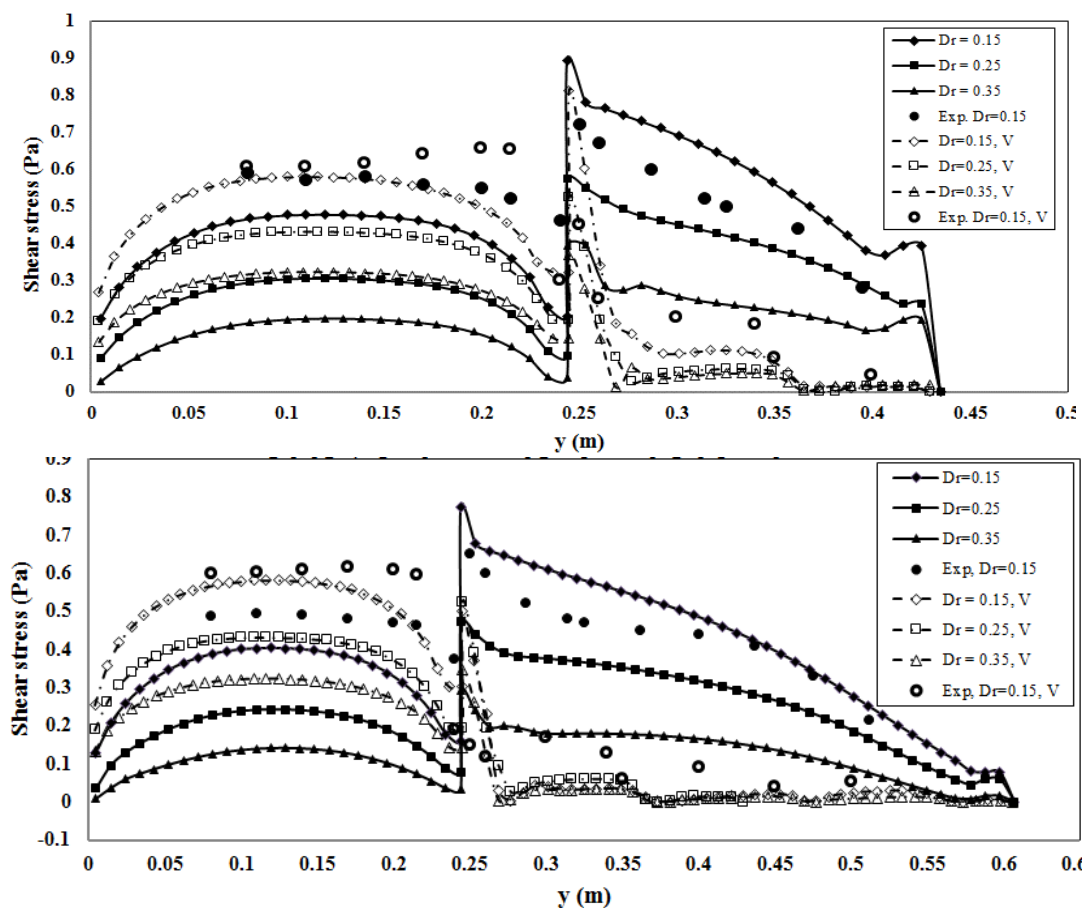 1
0.9
0.8
0.7
0.6
0.5
0.4
0.3
0.2
0.1
0
Shear stress (Pa)
Dr = 0.15
Dr = 0.25
Dr = 0.35
Exp. Dr=0.15
Dr=0.15, V
Dr=0.25, V
Dr=0.35, V
Exp. Dr=0.15, V
0 0.05 0.1 0.15 0.2 0.25 0.3 0.35 0.4 0.45 0.5
y (m)
0.9
0.8
0.7
0.6
0.5
0.4
0.3
0.2
0.1
0
-0.1
Shear stress (Pa)
Dr=0.15
Dr=0.25
Dr=0.35
Exp, Dr=0.15
Dr = 0.15, V
Dr = 0.25, V
Dr = 0.35, V
Exp, Dr=0.15, V
0 0.05 0.1 0.15 0.2 0.25 0.3 0.35 0.4 0.45 0.5 0.55 0.6
y (m)